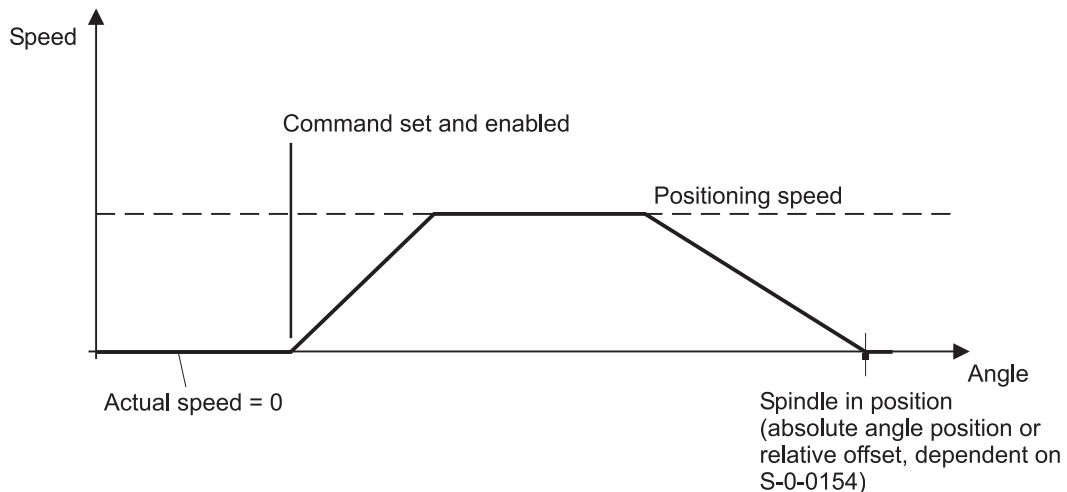 Speed
Command set and enabled
Positioning speed
Angle
Actual speed = 0
Spindle in position
(absolute angle position or
relative offset, dependent on
S-0-0154)